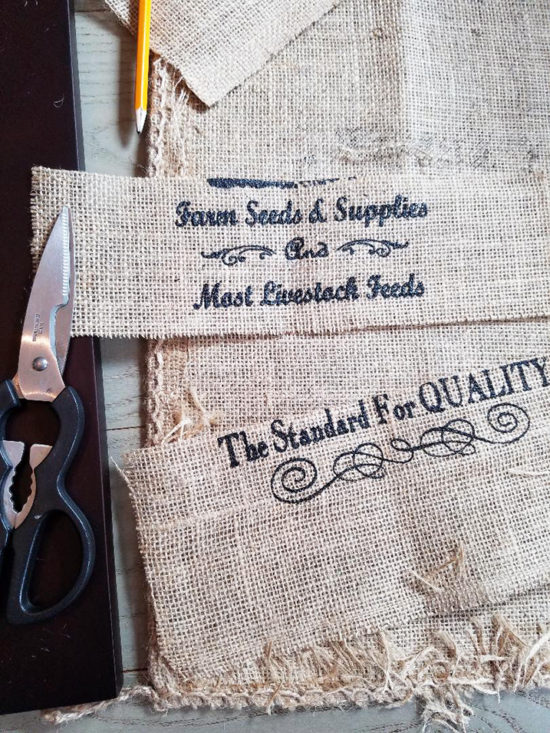 Farm Seeds & Supplies
And
Most Livestock Feeds
The Standard For QUALITY